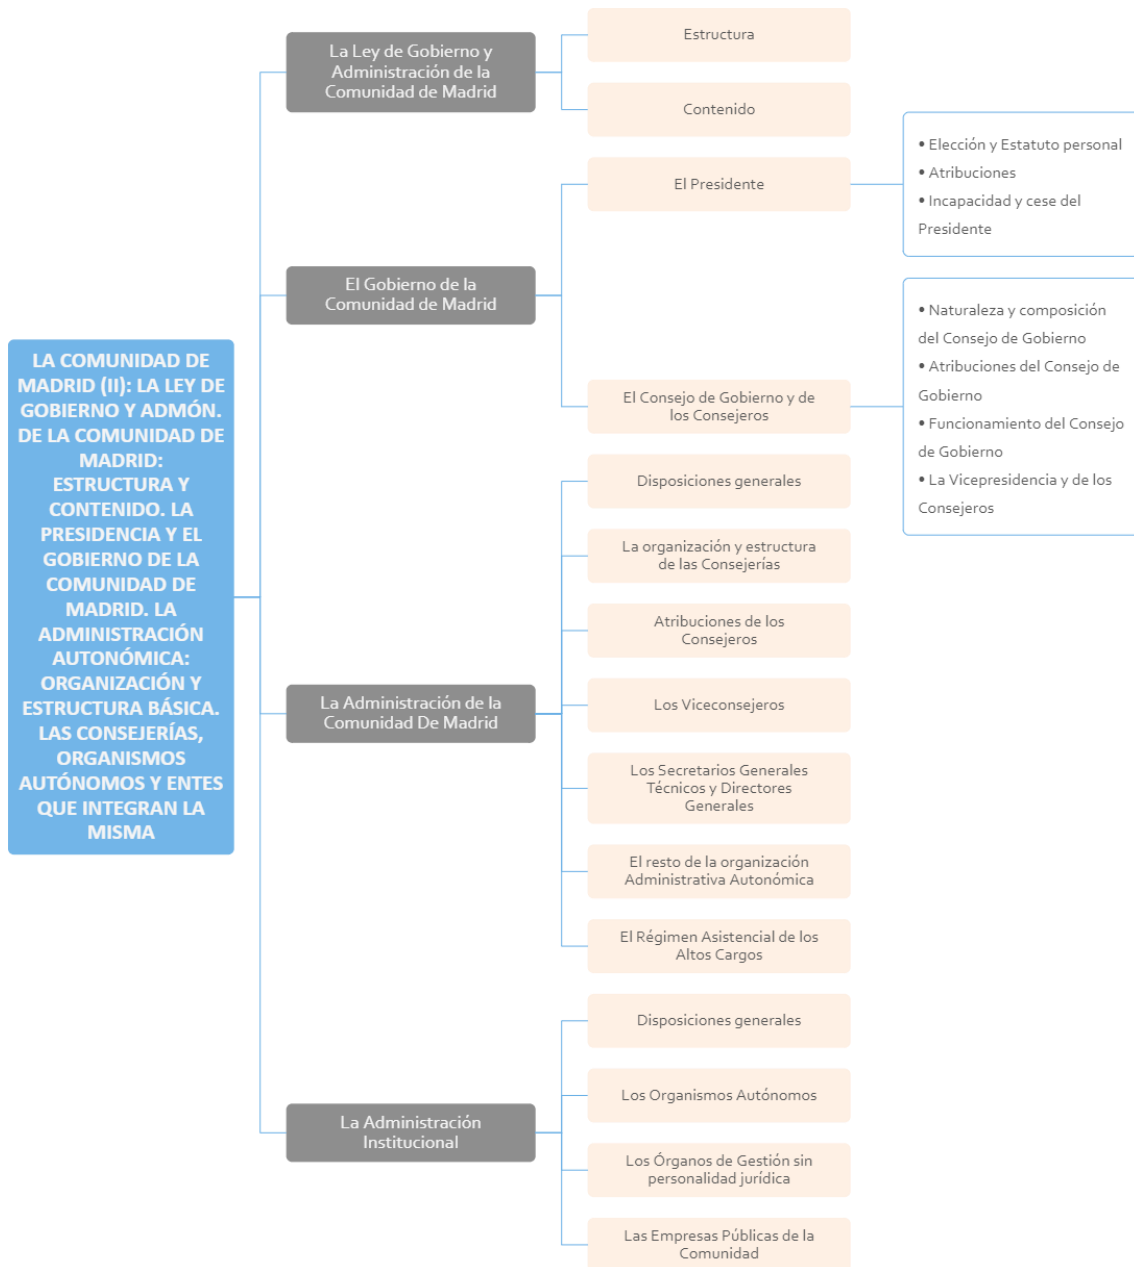 LA COMUNIDAD DE
MADRID (II): LA LEY DE
GOBIERNO Y ADMÓN.
DE LA COMUNIDAD DE
MADRID:
ESTRUCTURA Y
CONTENIDO. LA
PRESIDENCIA Y EL
GOBIERNO DE LA
COMUNIDAD DE
MADRID. LA
ADMINISTRACIÓN
AUTONÓMICA:
ORGANIZACIÓN Y
ESTRUCTURA BÁSICA.
LAS CONSEJERÍAS,
ORGANISMOS
AUTÓNOMOS Y ENTES
QUE INTEGRAN LA
MISMA
La Ley de Gobierno y
Administración de la
Comunidad de Madrid
Estructura
Contenido
El Gobierno de la
Comunidad de Madrid
El Presidente
• Elección y Estatuto personal
• Atribuciones
• Incapacidad y cese del
Presidente
El Consejo de Gobierno y de
los Consejeros
• Naturaleza y composición
del Consejo de Gobierno
• Atribuciones del Consejo de
Gobierno
• Funcionamiento del Consejo
de Gobierno
• La Vicepresidencia y de los
Consejeros
La Administración de la
Comunidad De Madrid
Disposiciones generales
La organización y estructura
de las Consejerías
Atribuciones de los
Consejeros
Los Viceconsejeros
Los Secretarios Generales
Técnicos y Directores
Generales
El resto de la organización
Administrativa Autonómica
El Régimen Asistencial de los
Altos Cargos
La Administración
Institucional
Disposiciones generales
Los Organismos Autónomos
Los Órganos de Gestión sin
personalidad jurídica
Las Empresas Públicas de la
Comunidad